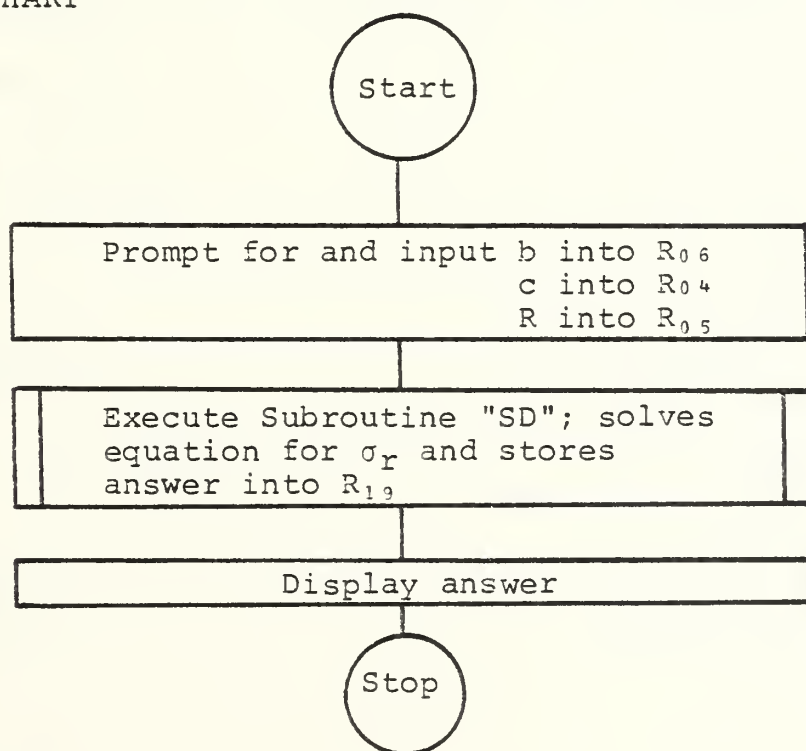 Start
Prompt for and input b into R₀₆
c into R₀₄
R into R₀₅
Execute Subroutine "SD"; solves
equation for σᵣ and stores
answer into R₁₉
Display answer
Stop